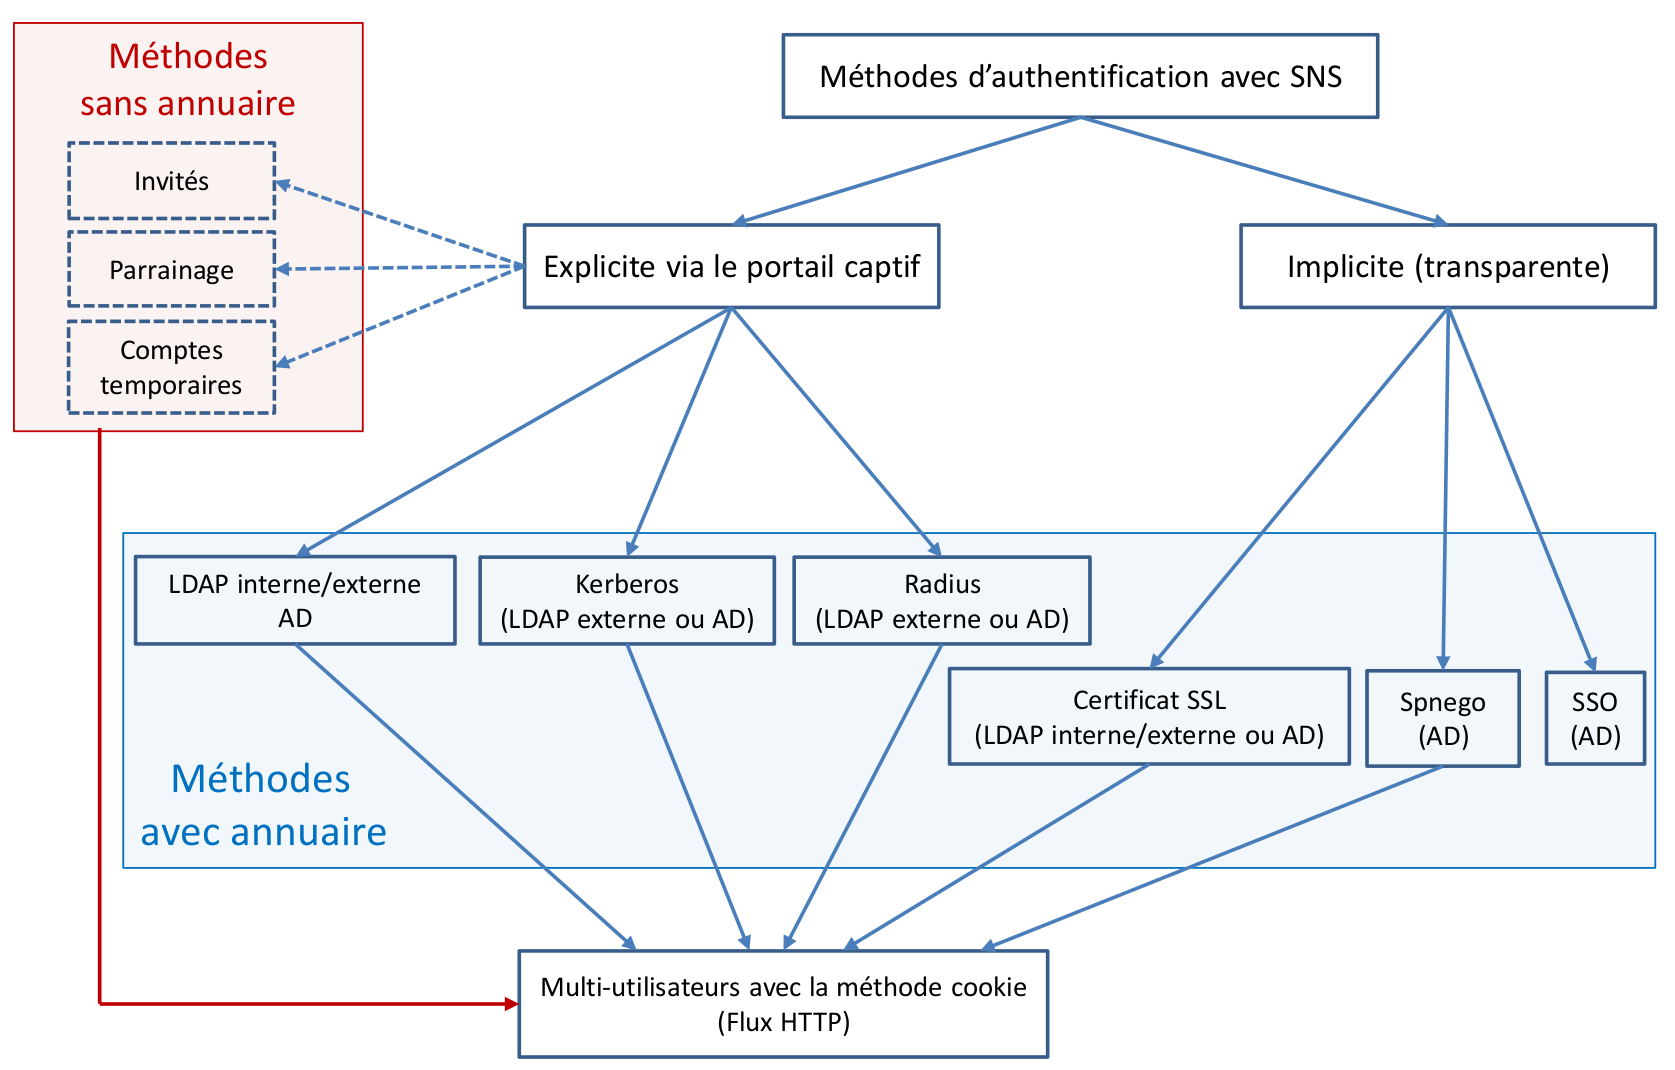 Méthodes
sans annuaire
Invités
Parrainage
Comptes
temporaires
Méthodes d’authentification avec SNS
Explicite via le portail captif
Implicite (transparente)
LDAP interne/externe
AD
Kerberos
(LDAP externe ou AD)
Radius
(LDAP externe ou AD)
Certificat SSL
(LDAP interne/externe ou AD)
Spnego
(AD)
SSO
(AD)
Méthodes
avec annuaire
Multi-utilisateurs avec la méthode cookie
(Flux HTTP)